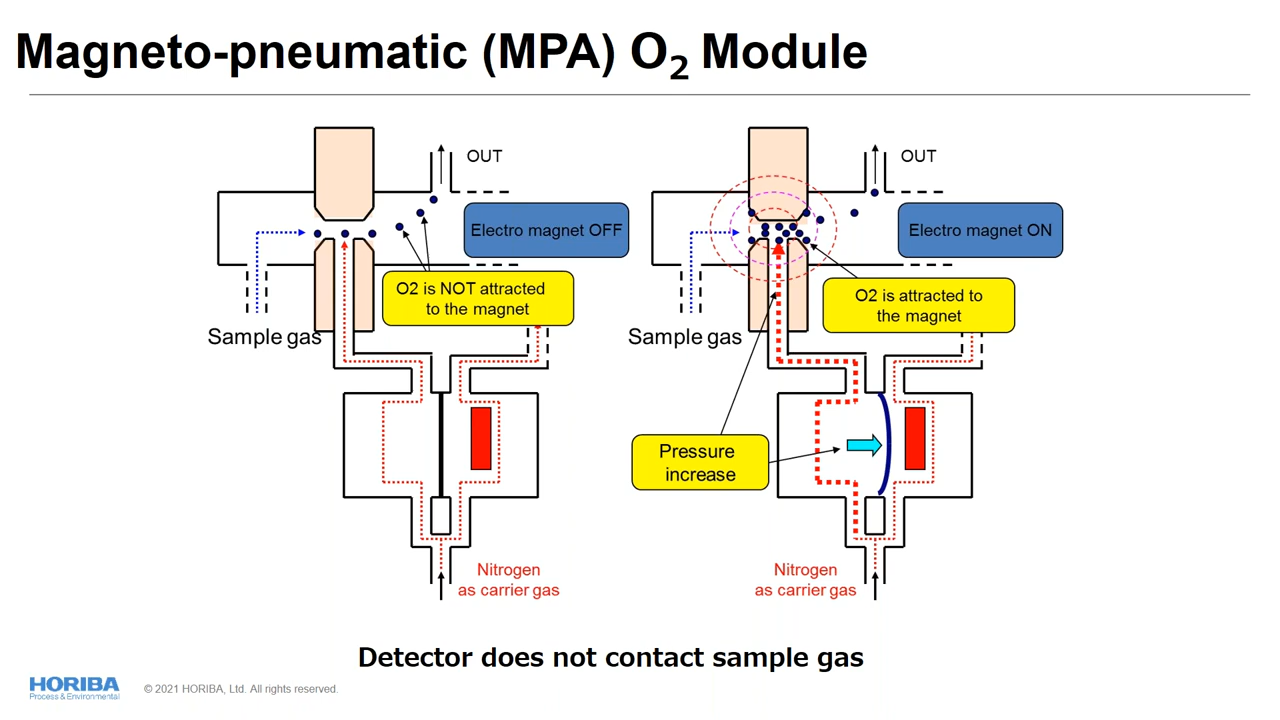 Magneto-pneumatic (MPA) O2 Module
OUT
Electro magnet OFF
O2 is NOT attracted
to the magnet
Sample gas
Nitrogen
as carrier gas
OUT
Electro magnet ON
O2 is attracted to
the magnet
Sample gas
Pressure
increase
Nitrogen
as carrier gas
Detector does not contact sample gas
HORIBA
Process & Environmental
© 2021 HORIBA, Ltd. All rights reserved.